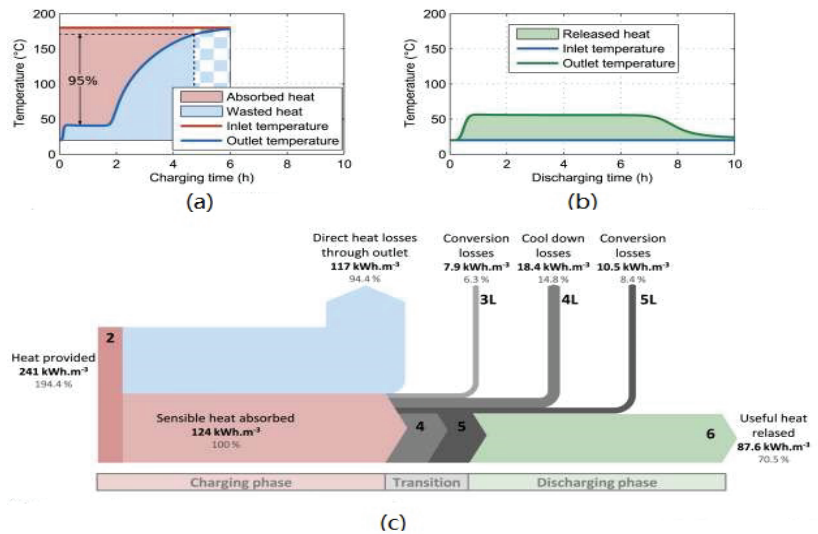 200
150
100
50
0
Temperature (°C)
95%
Absorbed heat
Wasted heat
Inlet temperature
Outlet temperature
0 2 4 6 8 10
Charging time (h)
(a)
200
150
100
50
0
Temperature (°C)
Released heat
Inlet temperature
Outlet temperature
0 2 4 6 8 10
Discharging time (h)
(b)
Direct heat losses
through outlet
117 kWh.m⁻³
94.4 %
Conversion
losses
7.9 kWh.m⁻³
6.3 %
3L
Cool down
losses
18.4 kWh.m⁻³
14.8 %
4L
Conversion
losses
10.5 kWh.m⁻³
8.4 %
5L
2
Heat provided
241 kWh.m⁻³
194.4 %
Sensible heat absorbed
124 kWh.m⁻³
100 %
4
5
6
Useful heat
relased
87.6 kWh.m⁻³
70.5 %
Charging phase
Transition
Discharging phase
(c)